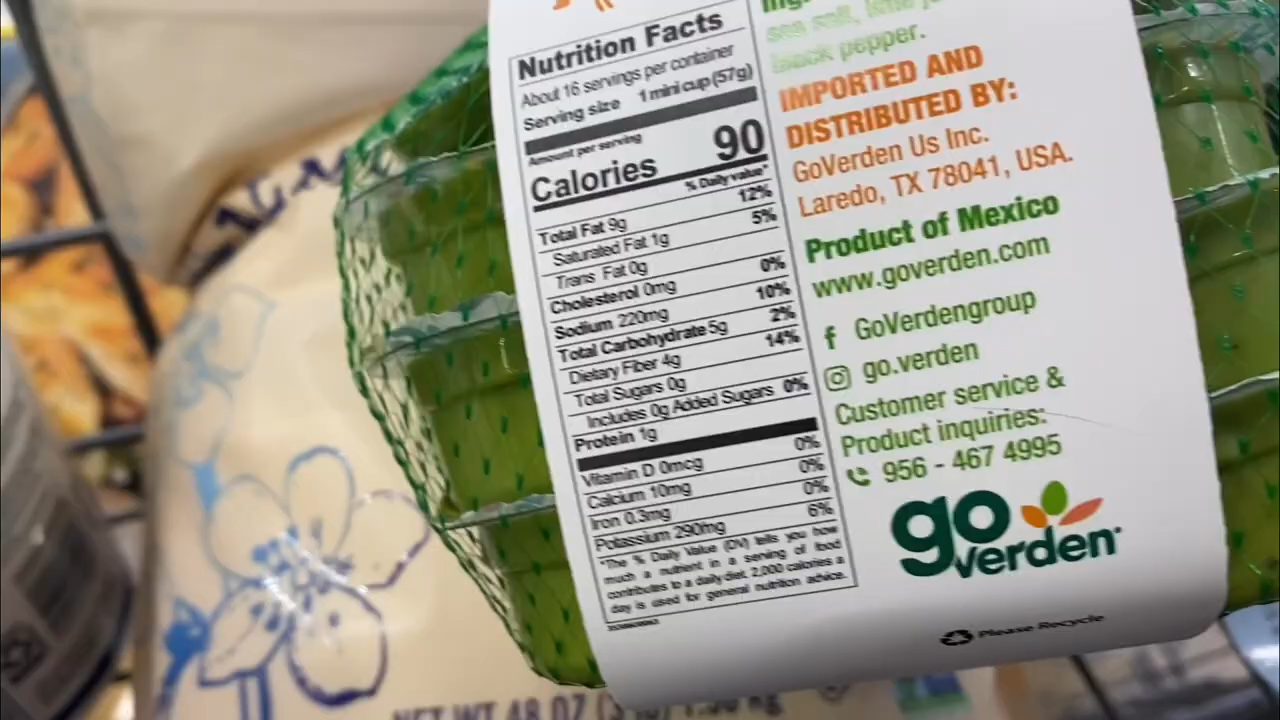 Nutrition Facts
About 16 servings per container
Serving size 1 mini cup (57g)
Amount per serving
Calories 90
% Daily value*
Total Fat 9g 12%
Saturated Fat 1g 5%
Trans Fat 0g
Cholesterol 0mg 0%
Sodium 220mg 10%
Total Carbohydrate 5g 2%
Dietary Fiber 4g 14%
Total Sugars 0g
Includes 0g Added Sugars 0%
Protein 1g
Vitamin D 0mcg 0%
Calcium 10mg 0%
Iron 0.3mg 0%
Potassium 290mg 6%
*The % Daily Value (DV) tells you how
much a nutrient in a serving of food
contributes to a daily diet. 2,000 calories a
day is used for general nutrition advice.
sea salt,
black pepper.
IMPORTED AND
DISTRIBUTED BY:
GoVerden Us Inc.
Laredo, TX 78041, USA.
Product of Mexico
www.goverden.com
f GoVerdengroup
go.verden
Customer service &
Product inquiries:
956 - 467 4995
go
verden
Please Recycle
NET WT 48 OZ